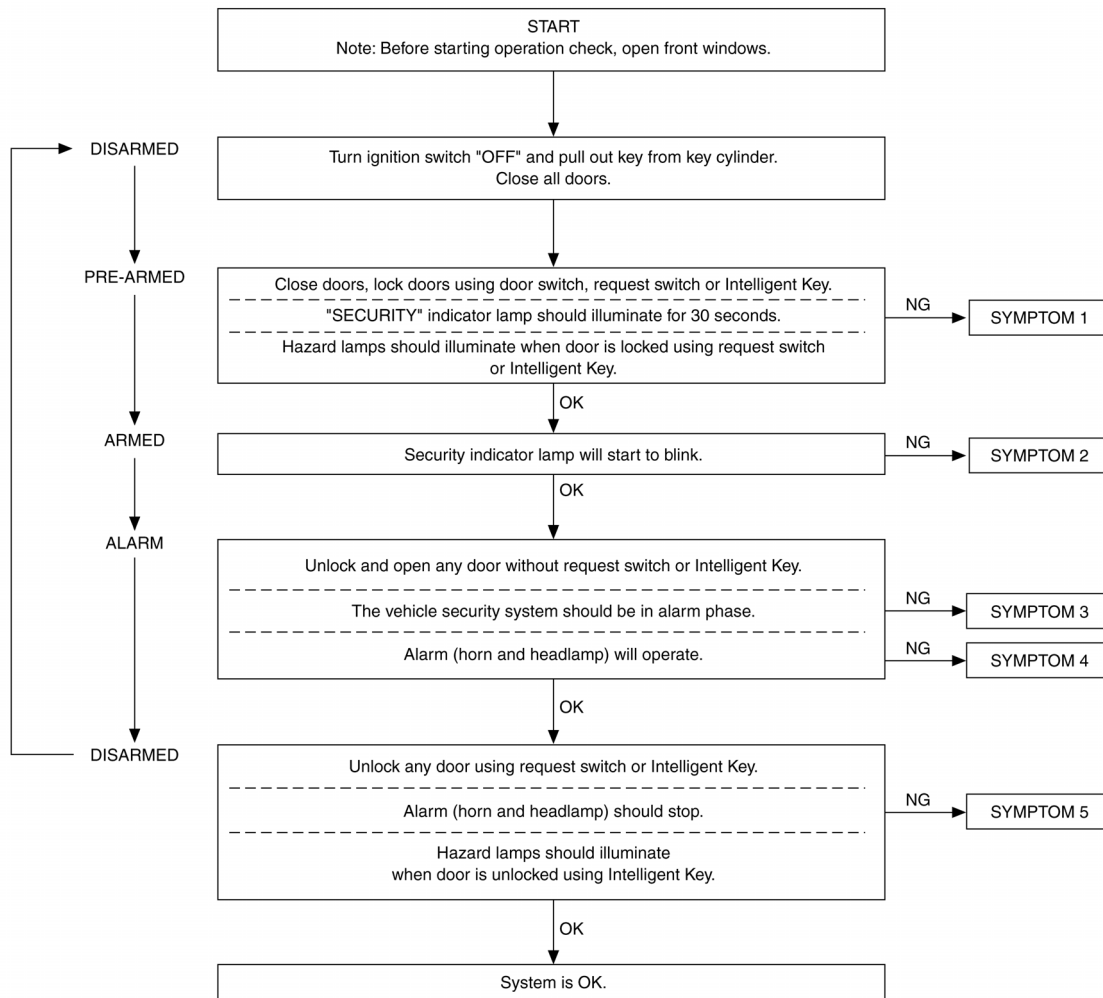 START
Note: Before starting operation check, open front windows.
DISARMED
Turn ignition switch "OFF" and pull out key from key cylinder.
Close all doors.
PRE-ARMED
Close doors, lock doors using door switch, request switch or Intelligent Key.
"SECURITY" indicator lamp should illuminate for 30 seconds.
NG
SYMPTOM 1
Hazard lamps should illuminate when door is locked using request switch
or Intelligent Key.
OK
ARMED
Security indicator lamp will start to blink.
NG
SYMPTOM 2
OK
ALARM
Unlock and open any door without request switch or Intelligent Key.
The vehicle security system should be in alarm phase.
NG
SYMPTOM 3
Alarm (horn and headlamp) will operate.
NG
SYMPTOM 4
OK
DISARMED
Unlock any door using request switch or Intelligent Key.
Alarm (horn and headlamp) should stop.
NG
SYMPTOM 5
Hazard lamps should illuminate
when door is unlocked using Intelligent Key.
OK
System is OK.